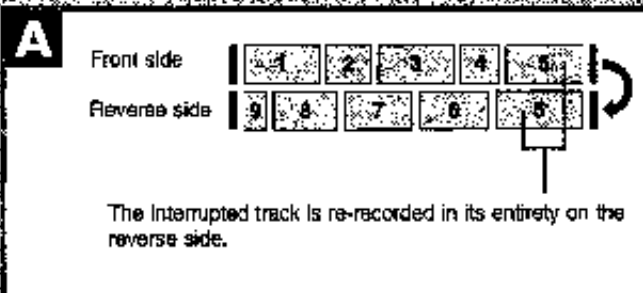 A
Front side 1 2 3 4 5
Reverse side 9 8 7 6 5
The interrupted track is re-recorded in its entirety on the
reverse side.